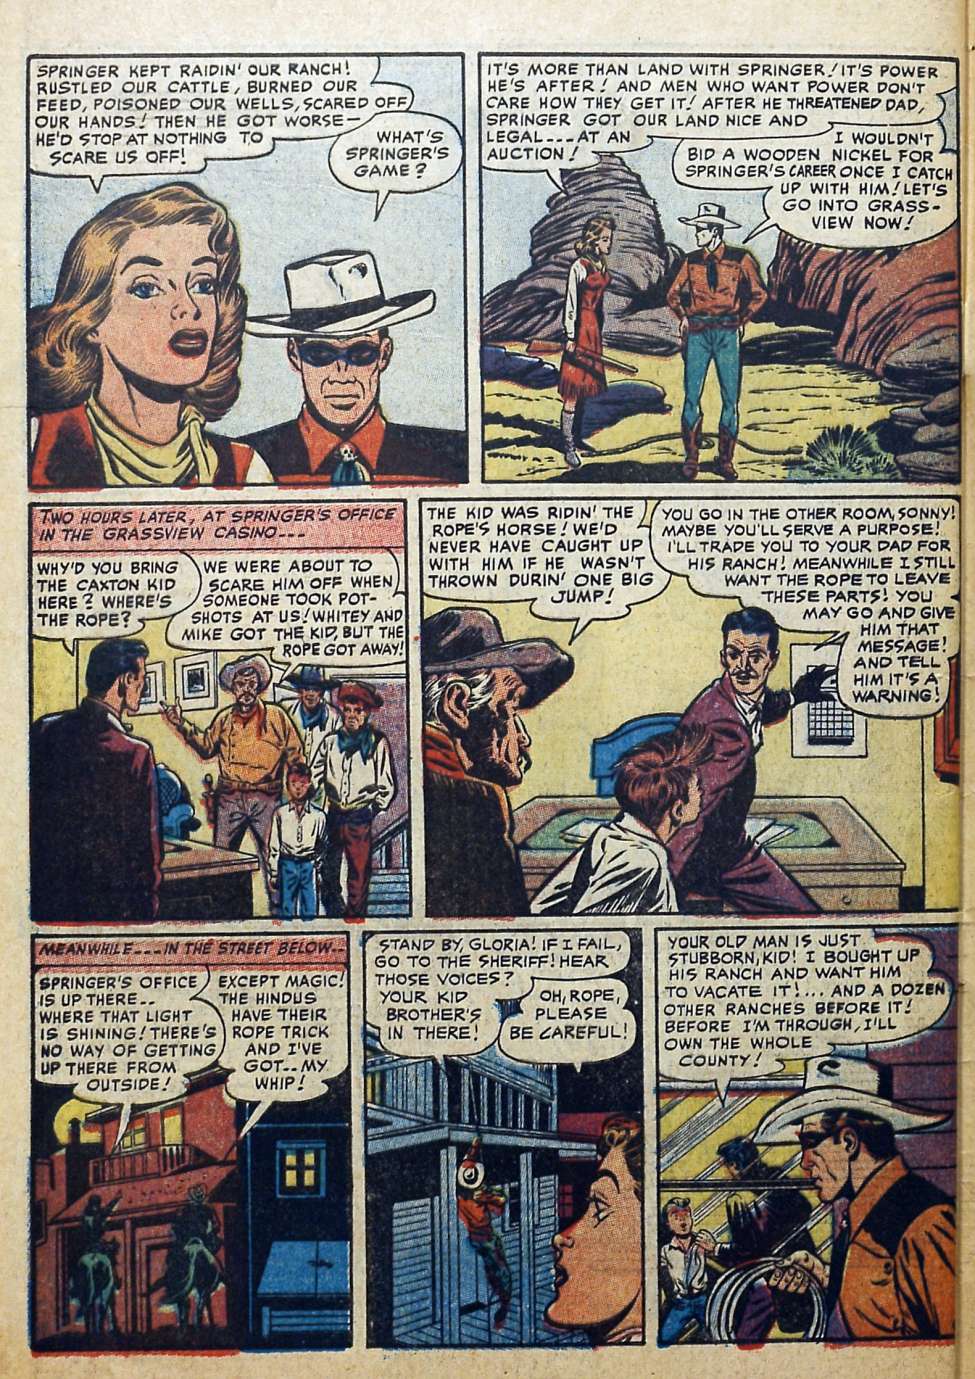 SPRINGER KEPT RAIDIN' OUR RANCH!
RUSTLED OUR CATTLE, BURNED OUR
FEED, POISONED OUR WELLS, SCARED OFF
OUR HANDS! THEN HE GOT WORSE—
HE'D STOP AT NOTHING TO
SCARE US OFF!
WHAT'S
SPRINGER'S
GAME?
IT'S MORE THAN LAND WITH SPRINGER! IT'S POWER
HE'S AFTER! AND MEN WHO WANT POWER DON'T
CARE HOW THEY GET IT! AFTER HE THREATENED DAD,
SPRINGER GOT OUR LAND NICE AND
LEGAL---AT AN
AUCTION!
I WOULDN'T
BID A WOODEN NICKEL FOR
SPRINGER'S CAREER ONCE I CATCH
UP WITH HIM! LET'S
GO INTO GRASS-
VIEW NOW!
TWO HOURS LATER, AT SPRINGER'S OFFICE
IN THE GRASSVIEW CASINO---
WHY'D YOU BRING
THE CAXTON KID
HERE? WHERE'S
THE ROPE?
WE WERE ABOUT TO
SCARE HIM OFF WHEN
SOMEONE TOOK POT-
SHOTS AT US! WHITEY AND
MIKE GOT THE KID, BUT THE
ROPE GOT AWAY!
THE KID WAS RIDIN' THE
ROPE'S HORSE! WE'D
NEVER HAVE CAUGHT UP
WITH HIM IF HE WASN'T
THROWN DURIN' ONE BIG
JUMP!
YOU GO IN THE OTHER ROOM, SONNY!
MAYBE YOU'LL SERVE A PURPOSE!
I'LL TRADE YOU TO YOUR DAD FOR
HIS RANCH! MEANWHILE I STILL
WANT THE ROPE TO LEAVE
THESE PARTS! YOU
MAY GO AND GIVE
HIM THAT
MESSAGE!
AND TELL
HIM IT'S A
WARNING!
MEANWHILE---IN THE STREET BELOW--
SPRINGER'S OFFICE
IS UP THERE--
WHERE THAT LIGHT
IS SHINING! THERE'S
NO WAY OF GETTING
UP THERE FROM
OUTSIDE!
EXCEPT MAGIC!
THE HINDUS
HAVE THEIR
ROPE TRICK
AND I'VE
GOT--MY
WHIP!
STAND BY, GLORIA! IF I FAIL,
GO TO THE SHERIFF! HEAR
THOSE VOICES?
YOUR KID
BROTHER'S
IN THERE!
OH, ROPE,
PLEASE
BE CAREFUL!
YOUR OLD MAN IS JUST
STUBBORN, KID! I BOUGHT UP
HIS RANCH AND WANT HIM
TO VACATE IT!...AND A DOZEN
OTHER RANCHES BEFORE IT!
BEFORE I'M THROUGH, I'LL
OWN THE WHOLE
COUNTY!